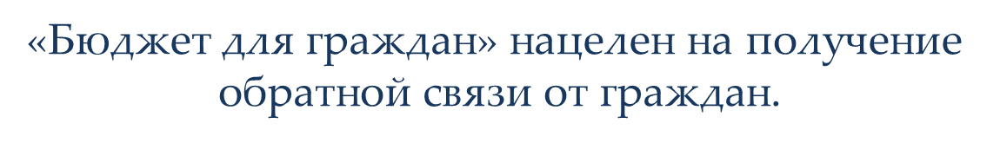 «Бюджет для граждан» нацелен на получение
обратной связи от граждан.